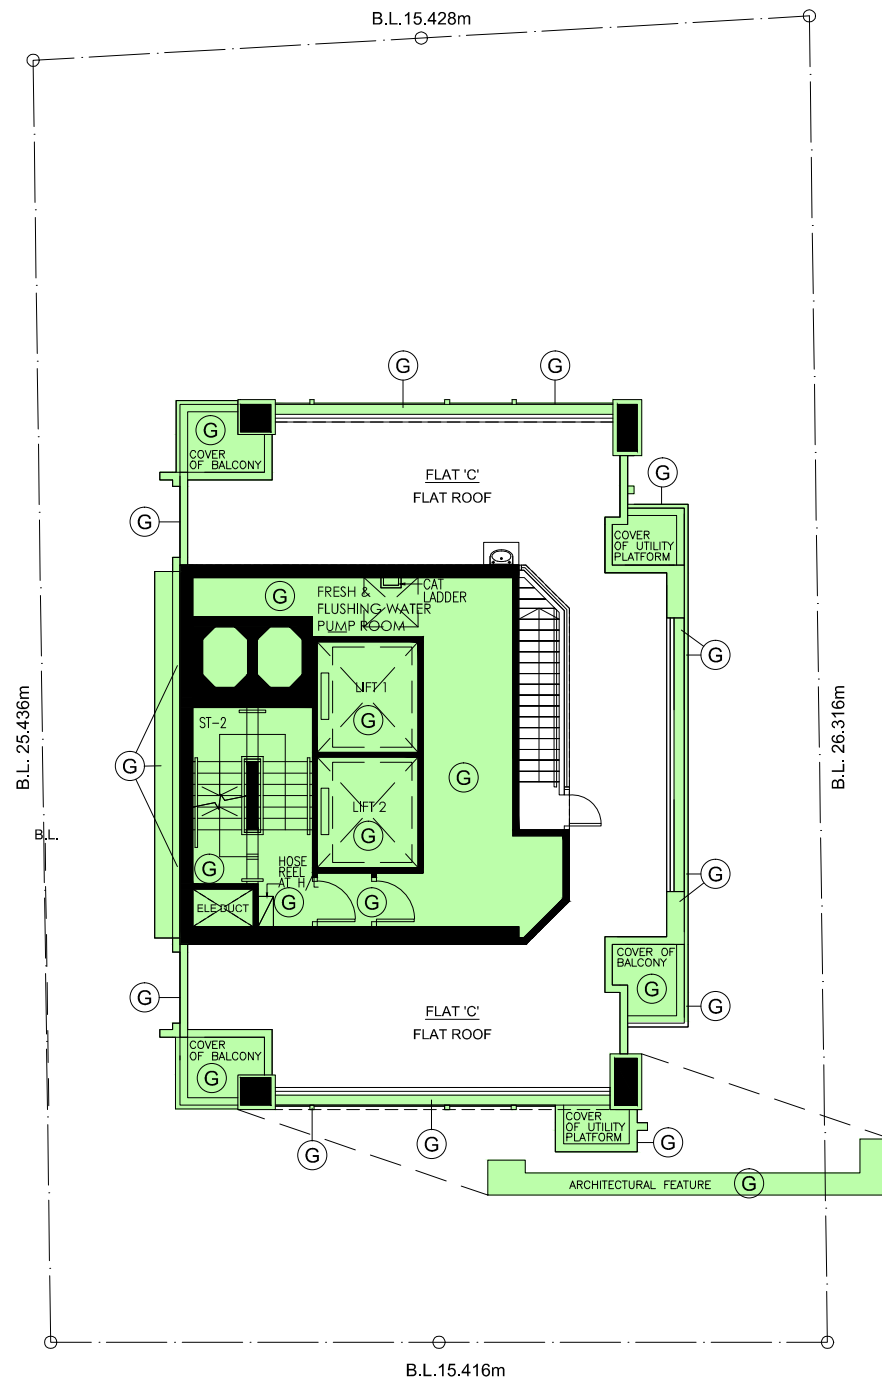 B.L.15.428m
G
G
G
COVER
OF BALCONY
FLAT 'C'
FLAT ROOF
G
G
COVER
OF UTILITY
PLATFORM
CAT
LADDER
G
FRESH &
FLUSHING WATER
PUMP ROOM
G
LIFT 1
ST-2
G
B.L. 25.436m
B.L. 26.316m
G
G
LIFT 2
B.L.
G
HOSE
REEL
AT H/L
G
G
G
G
ELE DUCT
COVER OF
BALCONY
G
G
G
FLAT 'C'
FLAT ROOF
COVER
OF BALCONY
G
COVER
OF UTILITY
PLATFORM
G
G
G
ARCHITECTURAL FEATURE
G
B.L.15.416m